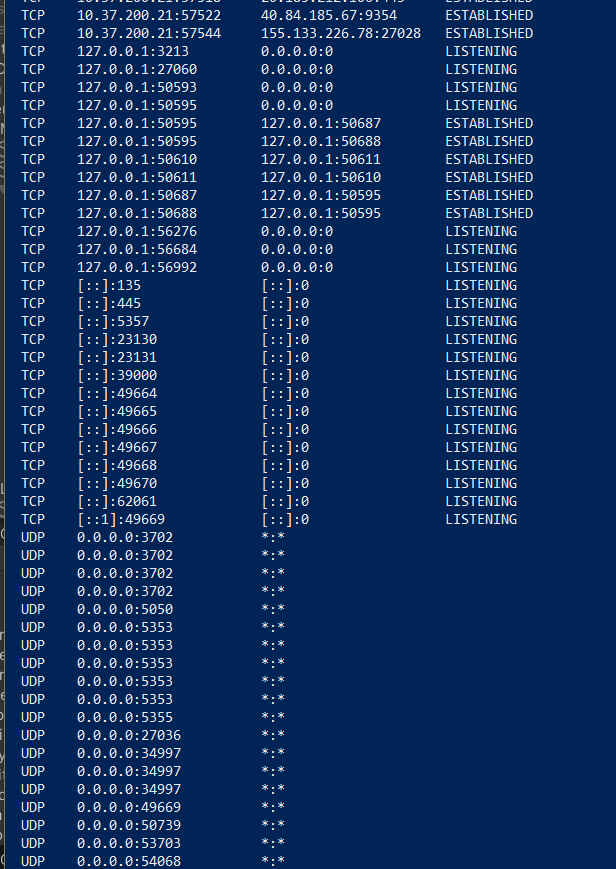 TCP 10.37.200.21:57522 40.84.185.67:9354 ESTABLISHED
TCP 10.37.200.21:57544 155.133.226.78:27028 ESTABLISHED
TCP 127.0.0.1:3213 0.0.0.0:0 LISTENING
TCP 127.0.0.1:27060 0.0.0.0:0 LISTENING
TCP 127.0.0.1:50593 0.0.0.0:0 LISTENING
TCP 127.0.0.1:50595 0.0.0.0:0 LISTENING
TCP 127.0.0.1:50595 127.0.0.1:50687 ESTABLISHED
TCP 127.0.0.1:50595 127.0.0.1:50688 ESTABLISHED
TCP 127.0.0.1:50610 127.0.0.1:50611 ESTABLISHED
TCP 127.0.0.1:50611 127.0.0.1:50610 ESTABLISHED
TCP 127.0.0.1:50687 127.0.0.1:50595 ESTABLISHED
TCP 127.0.0.1:50688 127.0.0.1:50595 ESTABLISHED
TCP 127.0.0.1:56276 0.0.0.0:0 LISTENING
TCP 127.0.0.1:56684 0.0.0.0:0 LISTENING
TCP 127.0.0.1:56992 0.0.0.0:0 LISTENING
TCP [::]:135 [::]:0 LISTENING
TCP [::]:445 [::]:0 LISTENING
TCP [::]:5357 [::]:0 LISTENING
TCP [::]:23130 [::]:0 LISTENING
TCP [::]:23131 [::]:0 LISTENING
TCP [::]:39000 [::]:0 LISTENING
TCP [::]:49664 [::]:0 LISTENING
TCP [::]:49665 [::]:0 LISTENING
TCP [::]:49666 [::]:0 LISTENING
TCP [::]:49667 [::]:0 LISTENING
TCP [::]:49668 [::]:0 LISTENING
TCP [::]:49670 [::]:0 LISTENING
TCP [::]:62061 [::]:0 LISTENING
TCP [::1]:49669 [::]:0 LISTENING
UDP 0.0.0.0:3702 *:*
UDP 0.0.0.0:3702 *:*
UDP 0.0.0.0:3702 *:*
UDP 0.0.0.0:3702 *:*
UDP 0.0.0.0:5050 *:*
UDP 0.0.0.0:5353 *:*
UDP 0.0.0.0:5353 *:*
UDP 0.0.0.0:5353 *:*
UDP 0.0.0.0:5353 *:*
UDP 0.0.0.0:5353 *:*
UDP 0.0.0.0:5355 *:*
UDP 0.0.0.0:27036 *:*
UDP 0.0.0.0:34997 *:*
UDP 0.0.0.0:34997 *:*
UDP 0.0.0.0:34997 *:*
UDP 0.0.0.0:49669 *:*
UDP 0.0.0.0:50739 *:*
UDP 0.0.0.0:53703 *:*
UDP 0.0.0.0:54068 *:*